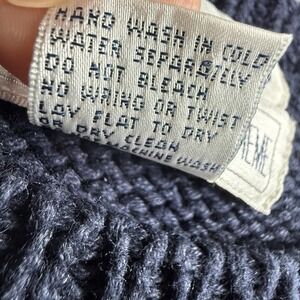 HAND WASH IN COLD
WATER SEPARATELY
DO NOT BLEACH
NO WRING OR TWIST
LAY FLAT TO DRY
DRY CLEAN
MACHINE WASH